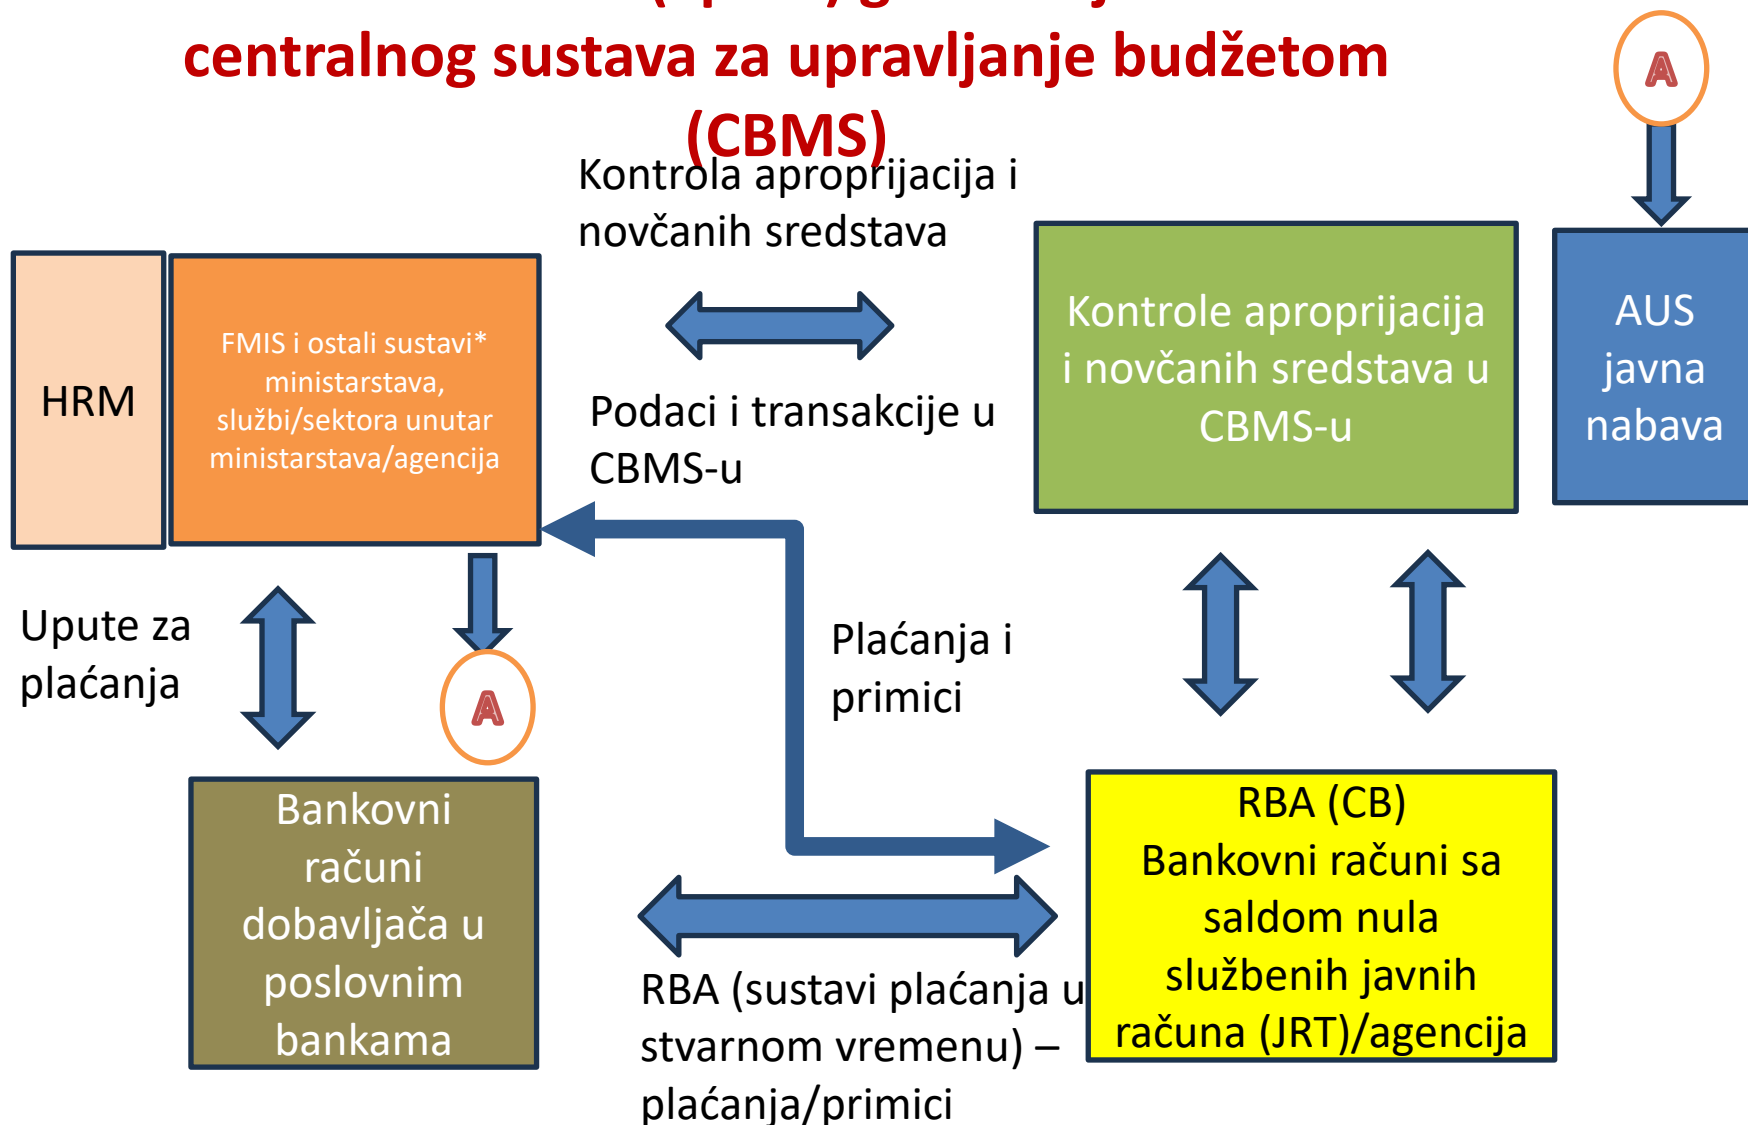 centralnog sustava za upravljanje budžetom
(CBMS)
A
Kontrola aproprijacija i
novčanih sredstava
HRM
FMIS i ostali sustavi*
ministarstava,
službi/sektora unutar
ministarstava/agencija
Kontrole aproprijacija
i novčanih sredstava u
CBMS-u
AUS
javna
nabava
Podaci i transakcije u
CBMS-u
Upute za
plaćanja
A
Plaćanja i
primici
Bankovni
računi
dobavljača u
poslovnim
bankama
RBA (CB)
Bankovni računi sa
saldom nula
službenih javnih
računa (JRT)/agencija
RBA (sustavi plaćanja u
stvarnom vremenu) –
plaćanja/primici